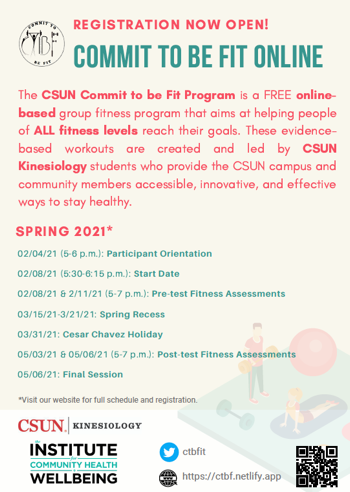 COMMIT TO
BE FIT
REGISTRATION NOW OPEN!
COMMIT TO BE FIT ONLINE
The CSUN Commit to be Fit Program is a FREE online-
based group fitness program that aims at helping people
of ALL fitness levels reach their goals. These evidence-
based workouts are created and led by CSUN
Kinesiology students who provide the CSUN campus and
community members accessible, innovative, and effective
ways to stay healthy.
SPRING 2021*
02/04/21 (5-6 p.m.): Participant Orientation
02/08/21 (5:30-6:15 p.m.): Start Date
02/08/21 & 2/11/21 (5-7 p.m.): Pre-test Fitness Assessments
03/15/21-3/21/21: Spring Recess
03/31/21: Cesar Chavez Holiday
05/03/21 & 05/06/21 (5-7 p.m.): Post-test Fitness Assessments
05/06/21: Final Session
*Visit our website for full schedule and registration.
CSUN. KINESIOLOGY
INSTITUTE
COMMUNITY HEALTH
WELLBEING
ctbfit
https://ctbf.netlify.app